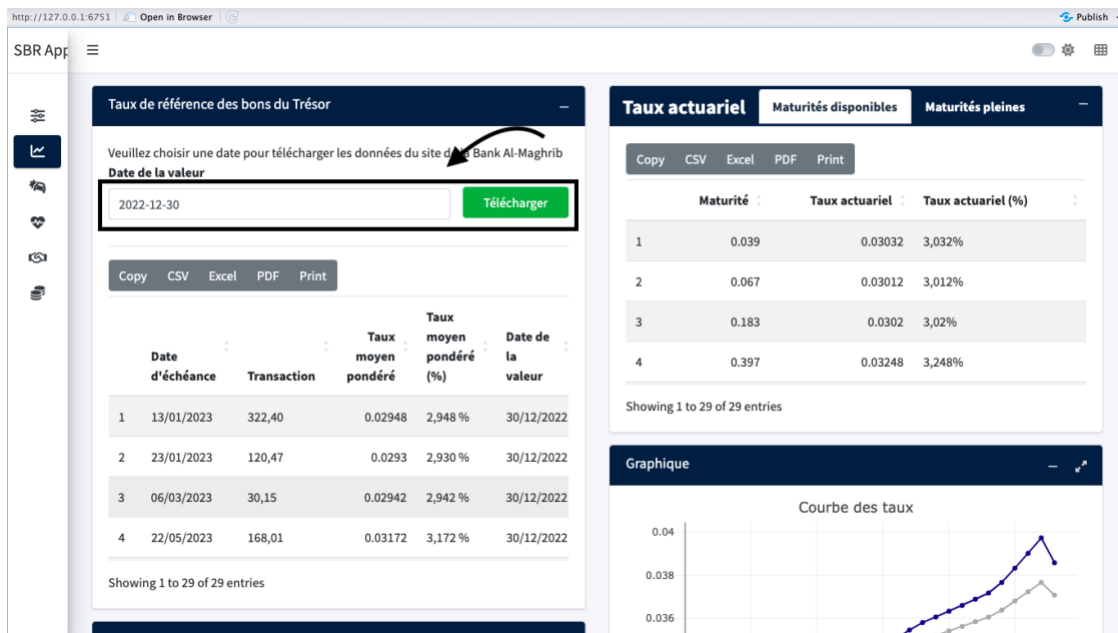 http://127.0.0.1:6751 Open in Browser Publish
SBR App
Taux de référence des bons du Trésor
Veuillez choisir une date pour télécharger les données du site de la Bank Al-Maghrib
Date de la valeur
2022-12-30 Télécharger
Copy CSV Excel PDF Print
Date d'échéance Transaction Taux moyen pondéré Taux moyen pondéré (%) Date de la valeur
1 13/01/2023 322,40 0.02948 2,948 % 30/12/2022
2 23/01/2023 120,47 0.0293 2,930 % 30/12/2022
3 06/03/2023 30,15 0.02942 2,942 % 30/12/2022
4 22/05/2023 168,01 0.03172 3,172 % 30/12/2022
Showing 1 to 29 of 29 entries
Taux actuariel Maturités disponibles Maturités pleines
Copy CSV Excel PDF Print
Maturité Taux actuariel Taux actuariel (%)
1 0.039 0.03032 3,032%
2 0.067 0.03012 3,012%
3 0.183 0.0302 3,02%
4 0.397 0.03248 3,248%
Showing 1 to 29 of 29 entries
Graphique
Courbe des taux
0.04
0.038
0.036